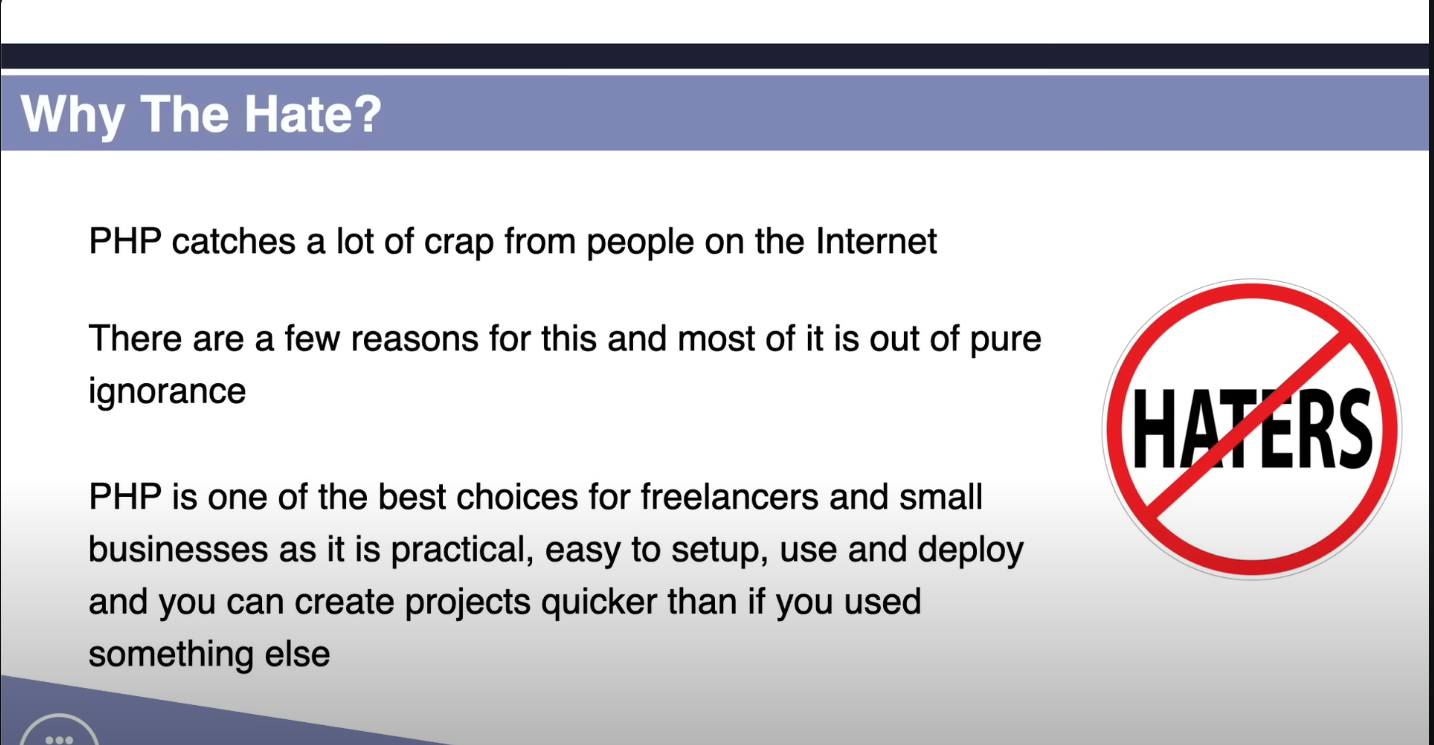 Why The Hate?
PHP catches a lot of crap from people on the Internet
There are a few reasons for this and most of it is out of pure
ignorance
PHP is one of the best choices for freelancers and small
businesses as it is practical, easy to setup, use and deploy
and you can create projects quicker than if you used
something else
HATERS